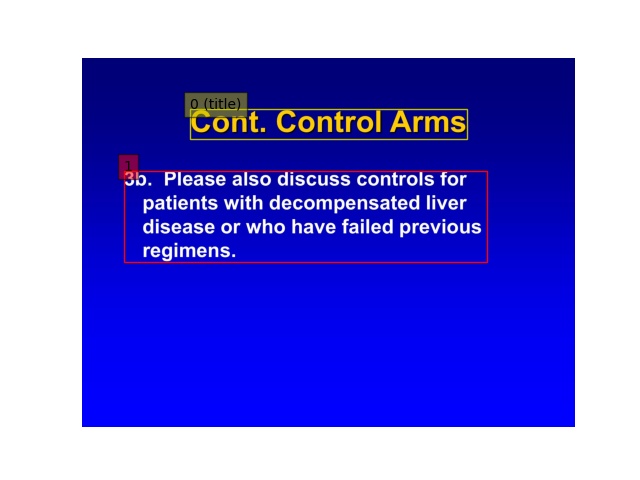 0 (title)
Cont. Control Arms
1
3b.  Please also discuss controls for
patients with decompensated liver
disease or who have failed previous
regimens.